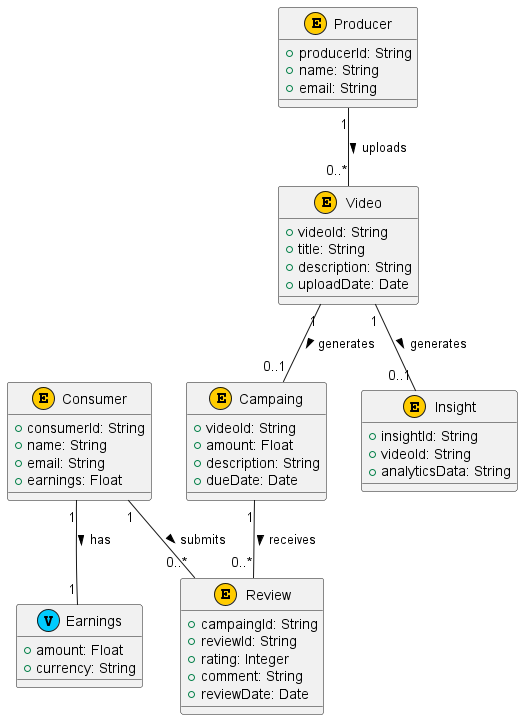 E Producer
producerId: String
name: String
email: String
1
uploads
0..*
E Video
videoId: String
title: String
description: String
uploadDate: Date
1
generates
0..1
1
generates
0..1
E Consumer
consumerId: String
name: String
email: String
earnings: Float
E Campaing
videoId: String
amount: Float
description: String
dueDate: Date
E Insight
insightId: String
videoId: String
analyticsData: String
1
has
1
1
submits
0..*
1
receives
0..*
V Earnings
amount: Float
currency: String
E Review
campaingId: String
reviewId: String
rating: Integer
comment: String
reviewDate: Date